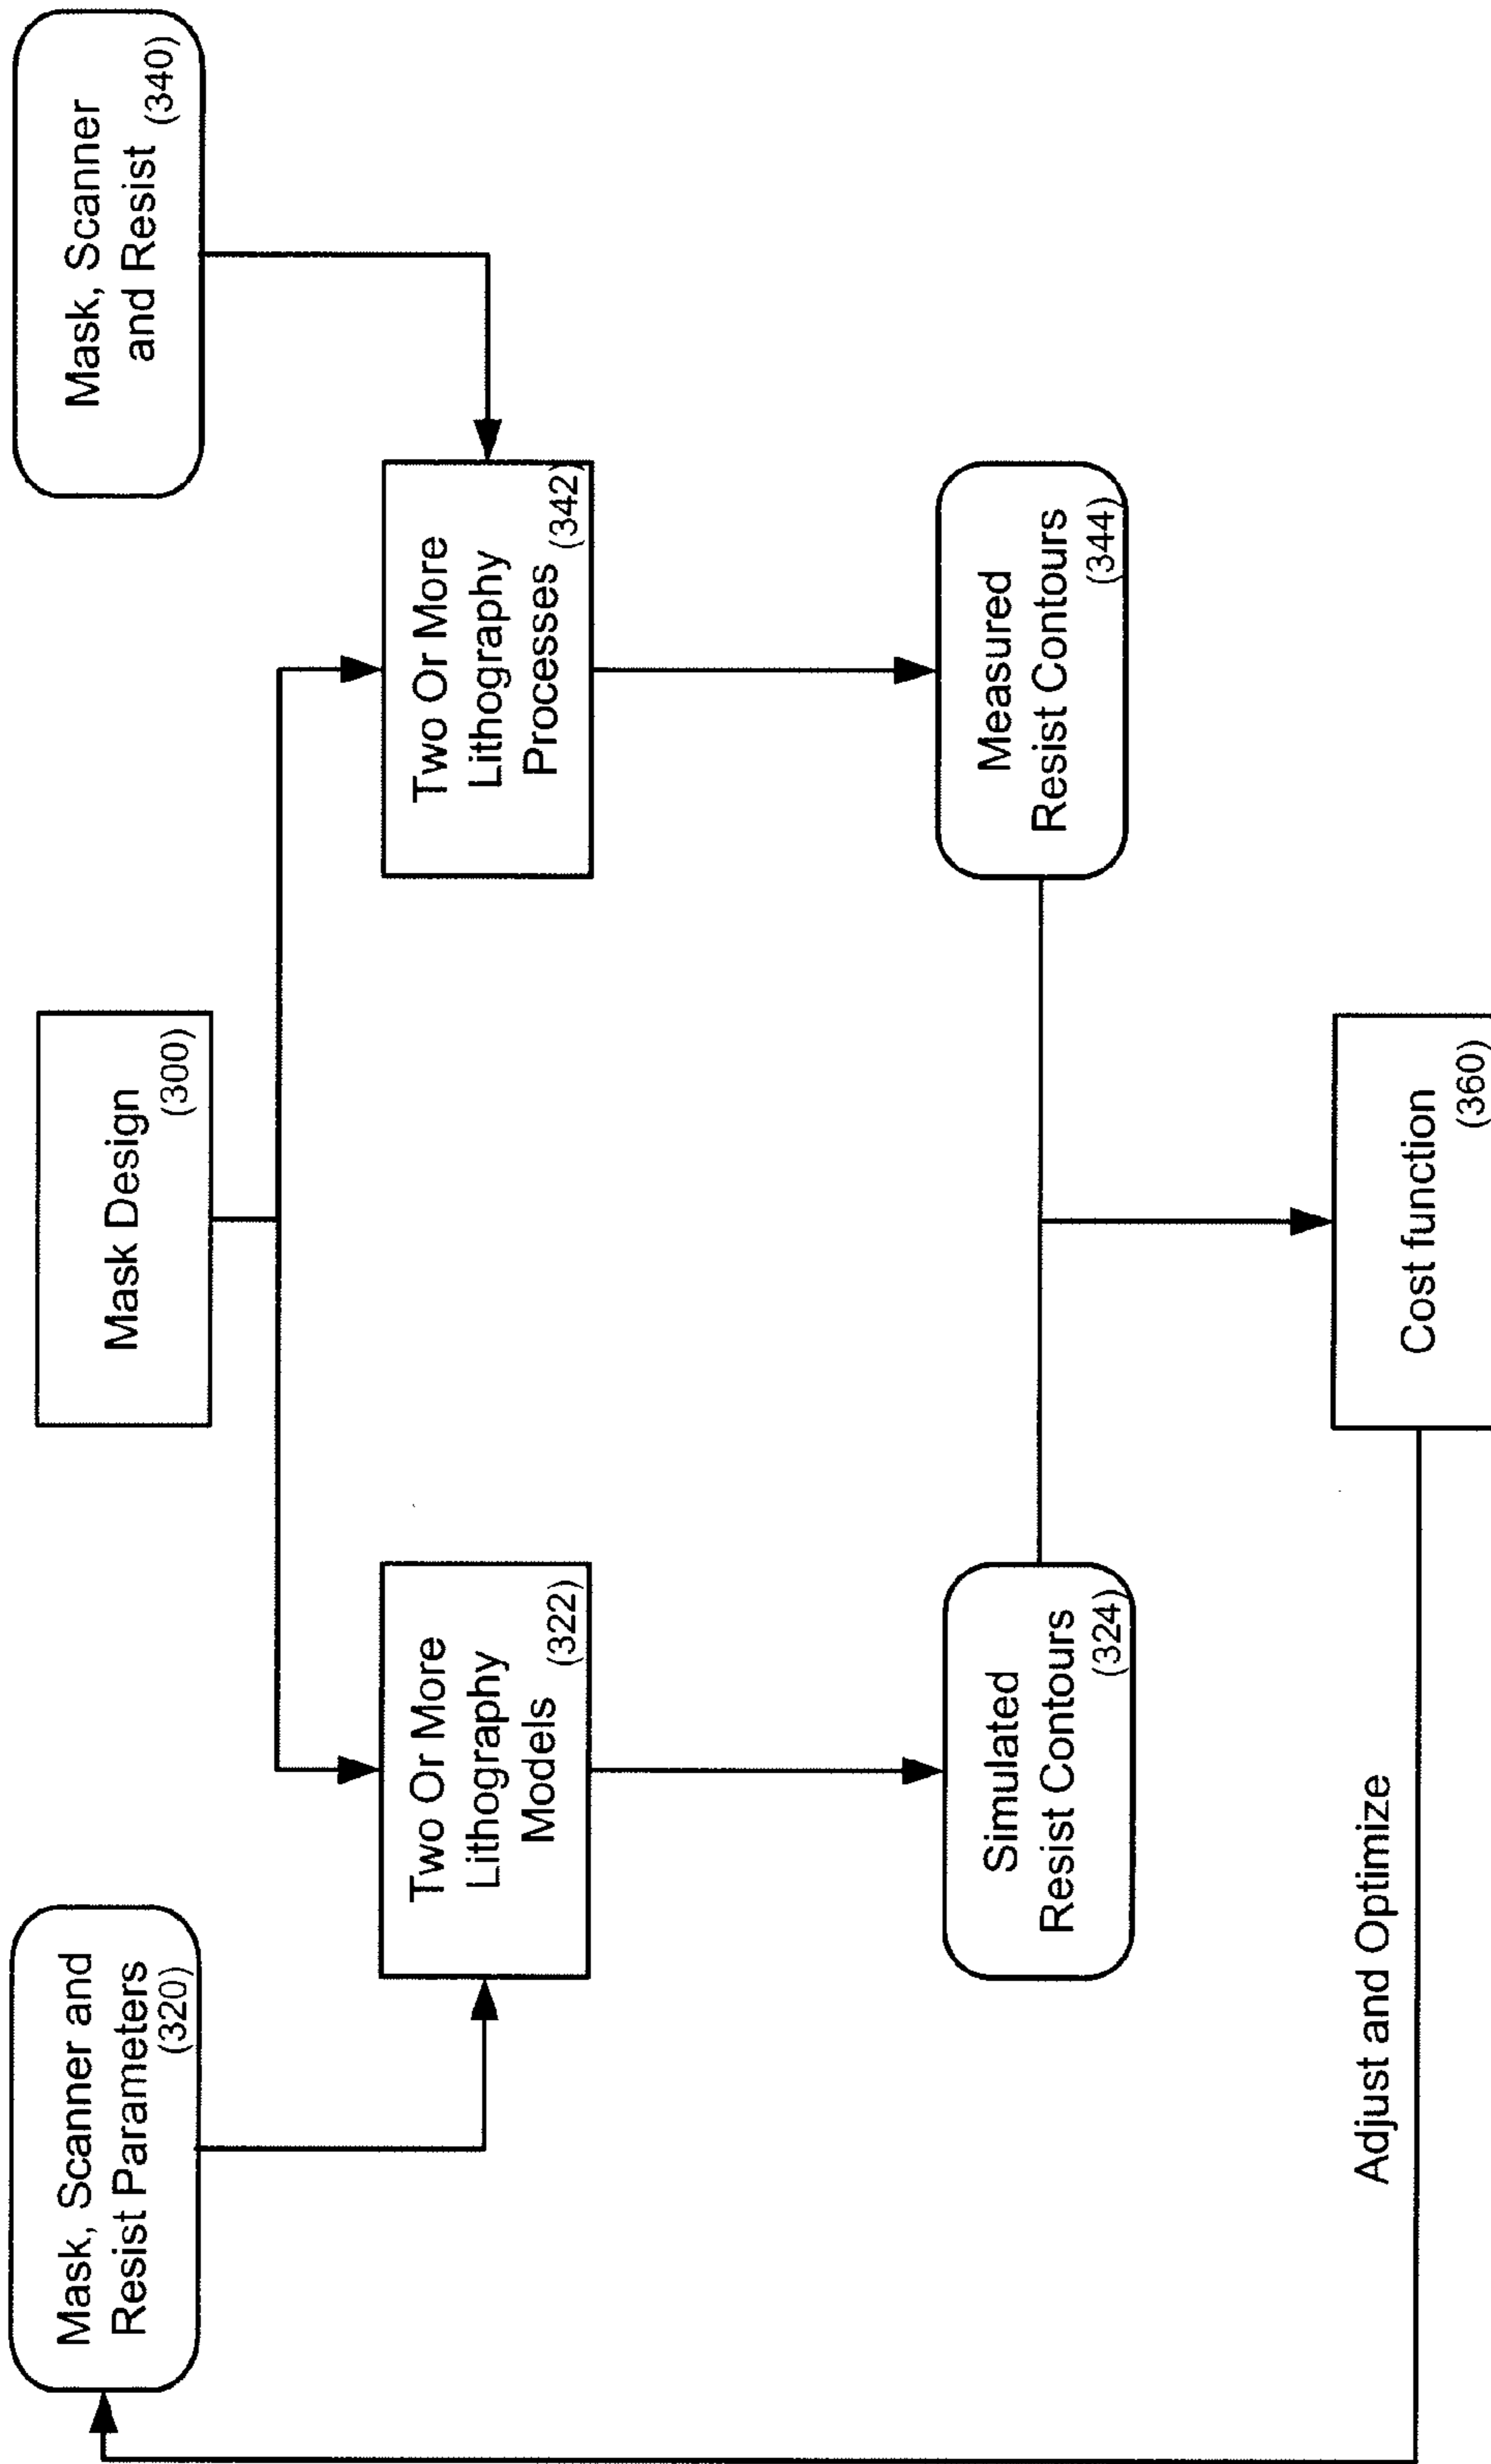 Mask, Scanner and
Resist Parameters
(320)
Mask Design
(300)
Mask, Scanner
and Resist
(340)
Two Or More
Lithography
Models
(322)
Two Or More
Lithography
Processes
(342)
Simulated
Resist Contours
(324)
Measured
Resist Contours
(344)
Adjust and Optimize
Cost function
(360)